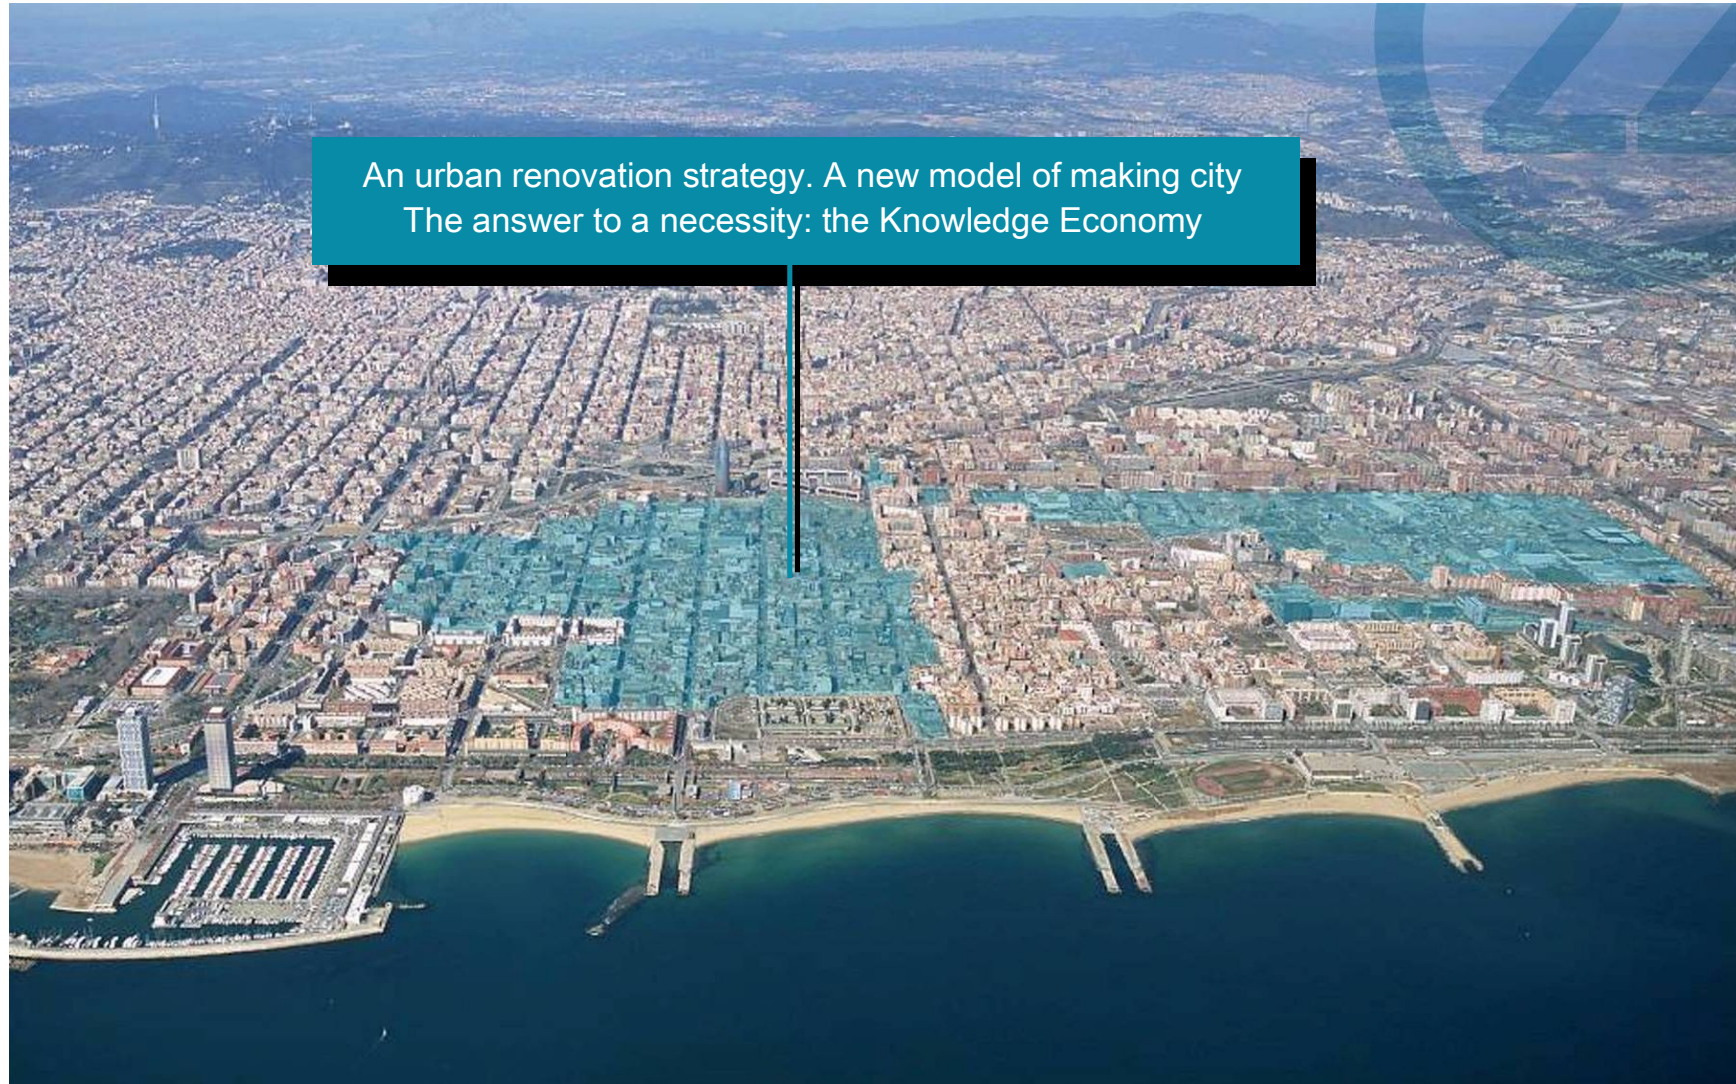 An urban renovation strategy. A new model of making city
The answer to a necessity: the Knowledge Economy